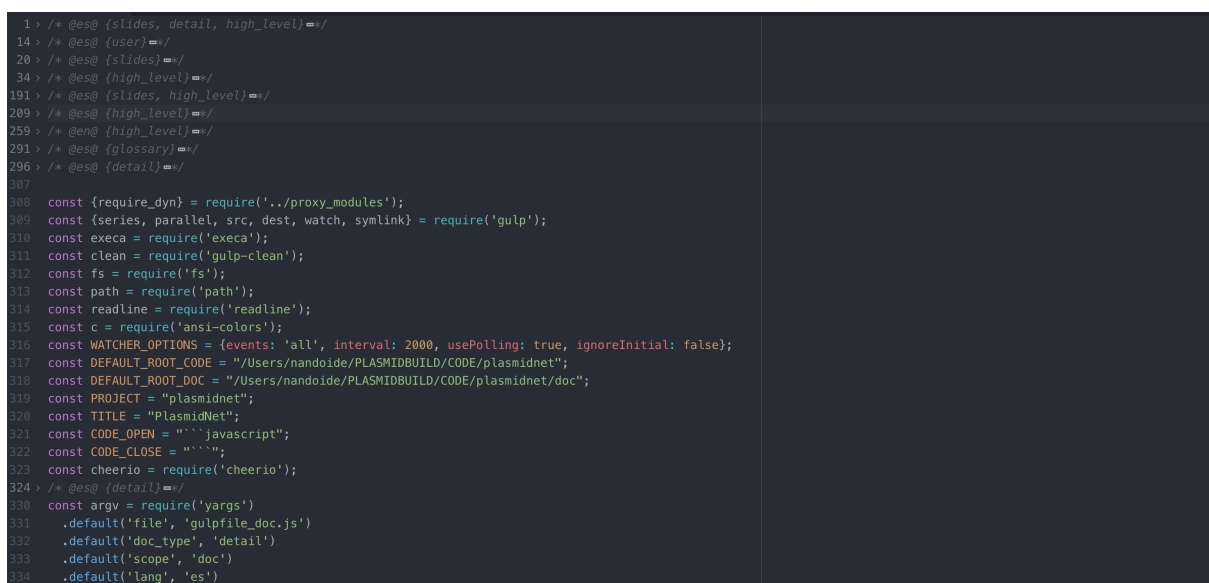 1 > /* @es@ {slides, detail, high_level}⋯*/
14 > /* @es@ {user}⋯*/
20 > /* @es@ {slides}⋯*/
34 > /* @es@ {high_level}⋯*/
191 > /* @es@ {slides, high_level}⋯*/
209 > /* @es@ {high_level}⋯*/
259 > /* @en@ {high_level}⋯*/
291 > /* @es@ {glossary}⋯*/
296 > /* @es@ {detail}⋯*/
307
308 const {require_dyn} = require('../proxy_modules');
309 const {series, parallel, src, dest, watch, symlink} = require('gulp');
310 const execa = require('execa');
311 const clean = require('gulp-clean');
312 const fs = require('fs');
313 const path = require('path');
314 const readline = require('readline');
315 const c = require('ansi-colors');
316 const WATCHER_OPTIONS = {events: 'all', interval: 2000, usePolling: true, ignoreInitial: false};
317 const DEFAULT_ROOT_CODE = "/Users/nandoide/PLASMIDBUILD/CODE/plasmidnet";
318 const DEFAULT_ROOT_DOC = "/Users/nandoide/PLASMIDBUILD/CODE/plasmidnet/doc";
319 const PROJECT = "plasmidnet";
320 const TITLE = "PlasmidNet";
321 const CODE_OPEN = "```javascript";
322 const CODE_CLOSE = "```";
323 const cheerio = require('cheerio');
324 > /* @es@ {detail}⋯*/
330 const argv = require('yargs')
331   .default('file', 'gulpfile_doc.js')
332   .default('doc_type', 'detail')
333   .default('scope', 'doc')
334   .default('lang', 'es')